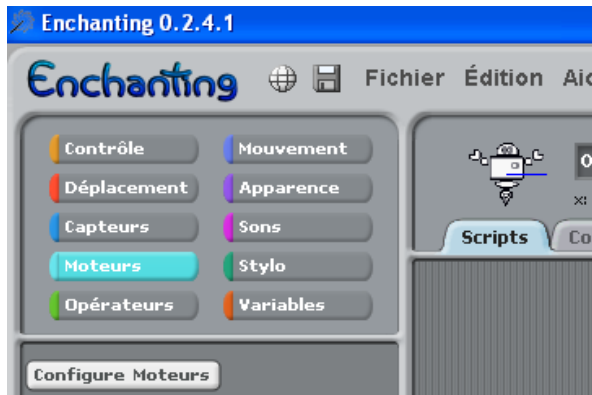 Enchanting 0.2.4.1
Enchanting Fichier Édition
Contrôle Mouvement
Déplacement Apparence
Capteurs Sons
Moteurs Stylo
Opérateurs Variables
x:
Scripts
Configure Moteurs